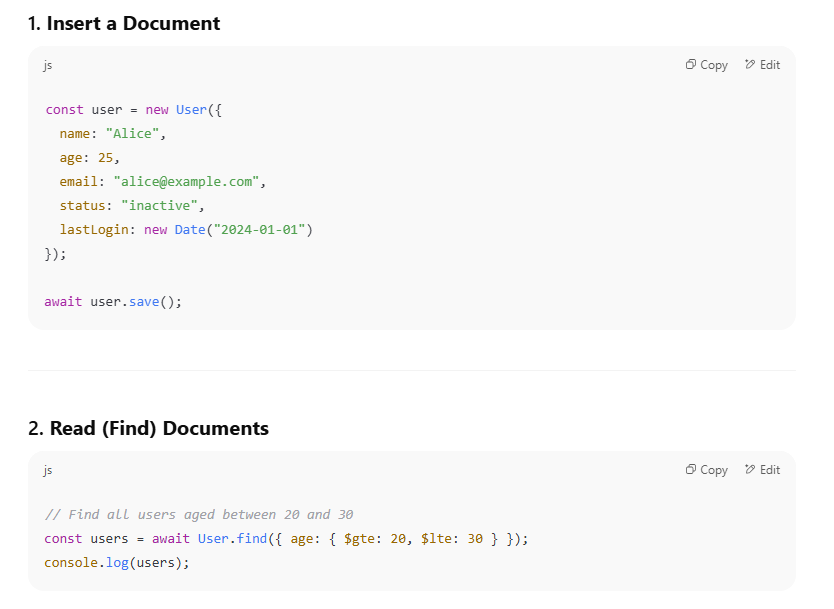 1. Insert a Document
js
Copy Edit
const user = new User({
  name: "Alice",
  age: 25,
  email: "alice@example.com",
  status: "inactive",
  lastLogin: new Date("2024-01-01")
});
await user.save();
2. Read (Find) Documents
js
Copy Edit
// Find all users aged between 20 and 30
const users = await User.find({ age: { $gte: 20, $lte: 30 } });
console.log(users);